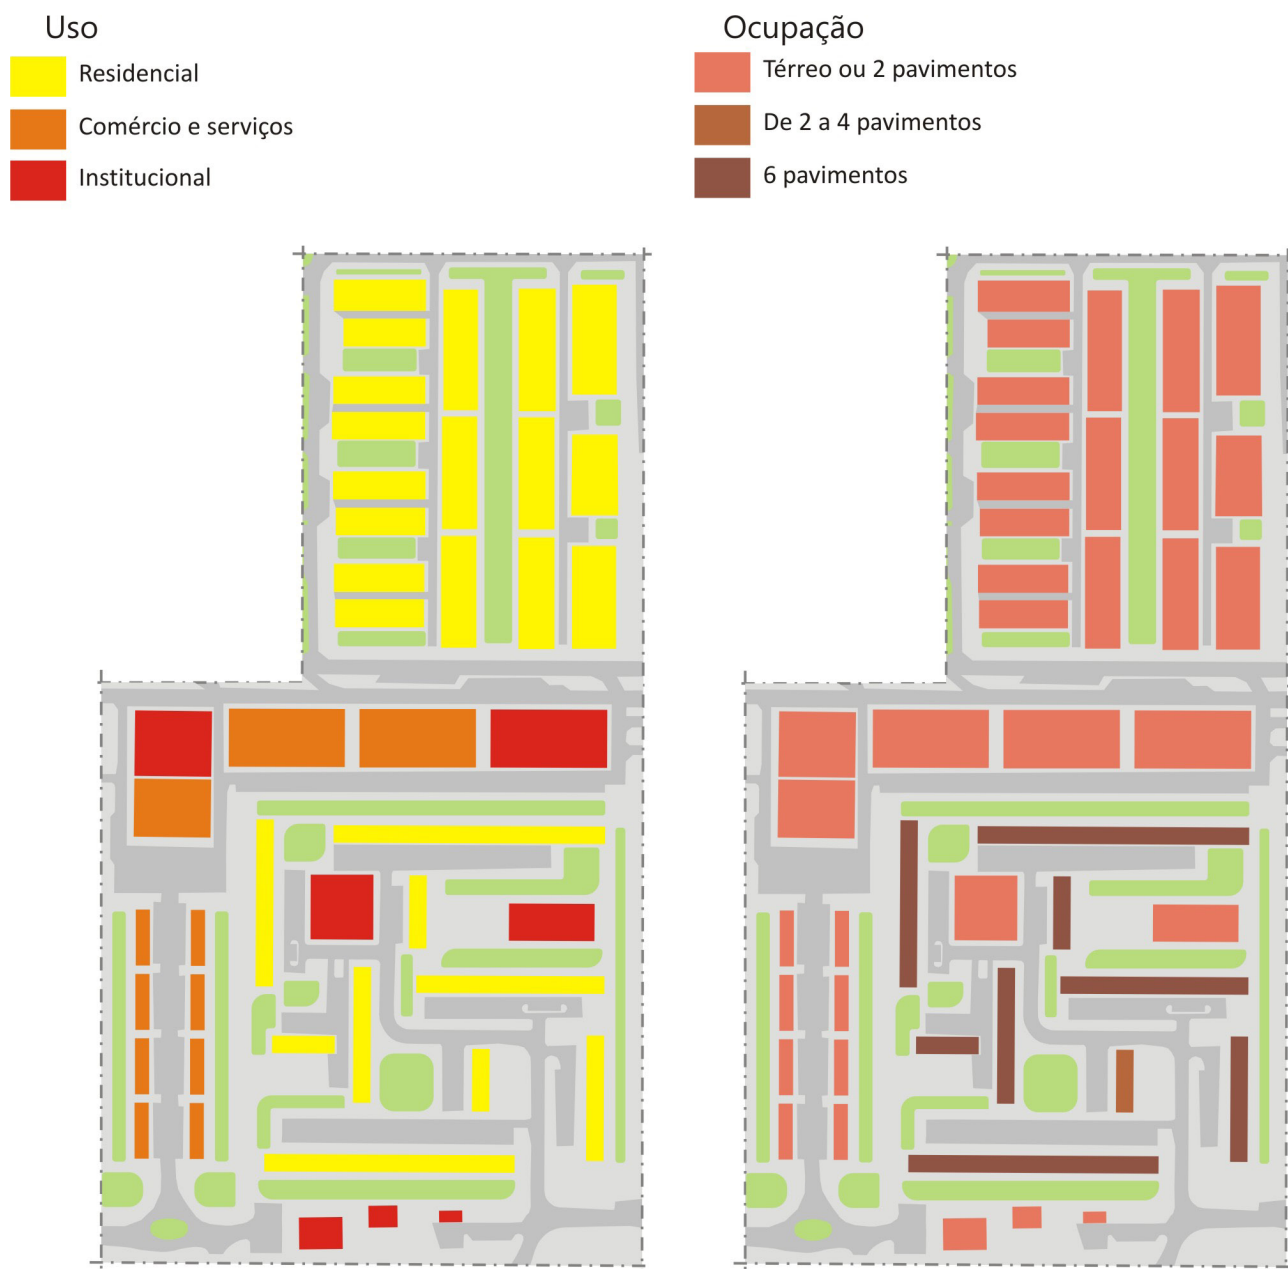 Uso
Residencial
Comércio e serviços
Institucional
Ocupação
Térreo ou 2 pavimentos
De 2 a 4 pavimentos
6 pavimentos